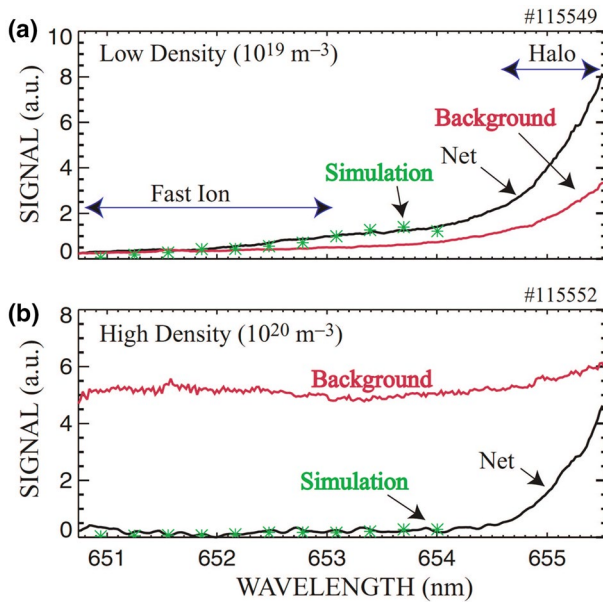 #115549
(a)
Low Density (10¹⁹ m⁻³)
Halo
Background
Net
Simulation
Fast Ion
SIGNAL (a.u.)
10
8
6
4
2
0
#115552
(b)
High Density (10²⁰ m⁻³)
Background
Simulation
Net
SIGNAL (a.u.)
8
6
4
2
0
651 652 653 654 655
WAVELENGTH (nm)